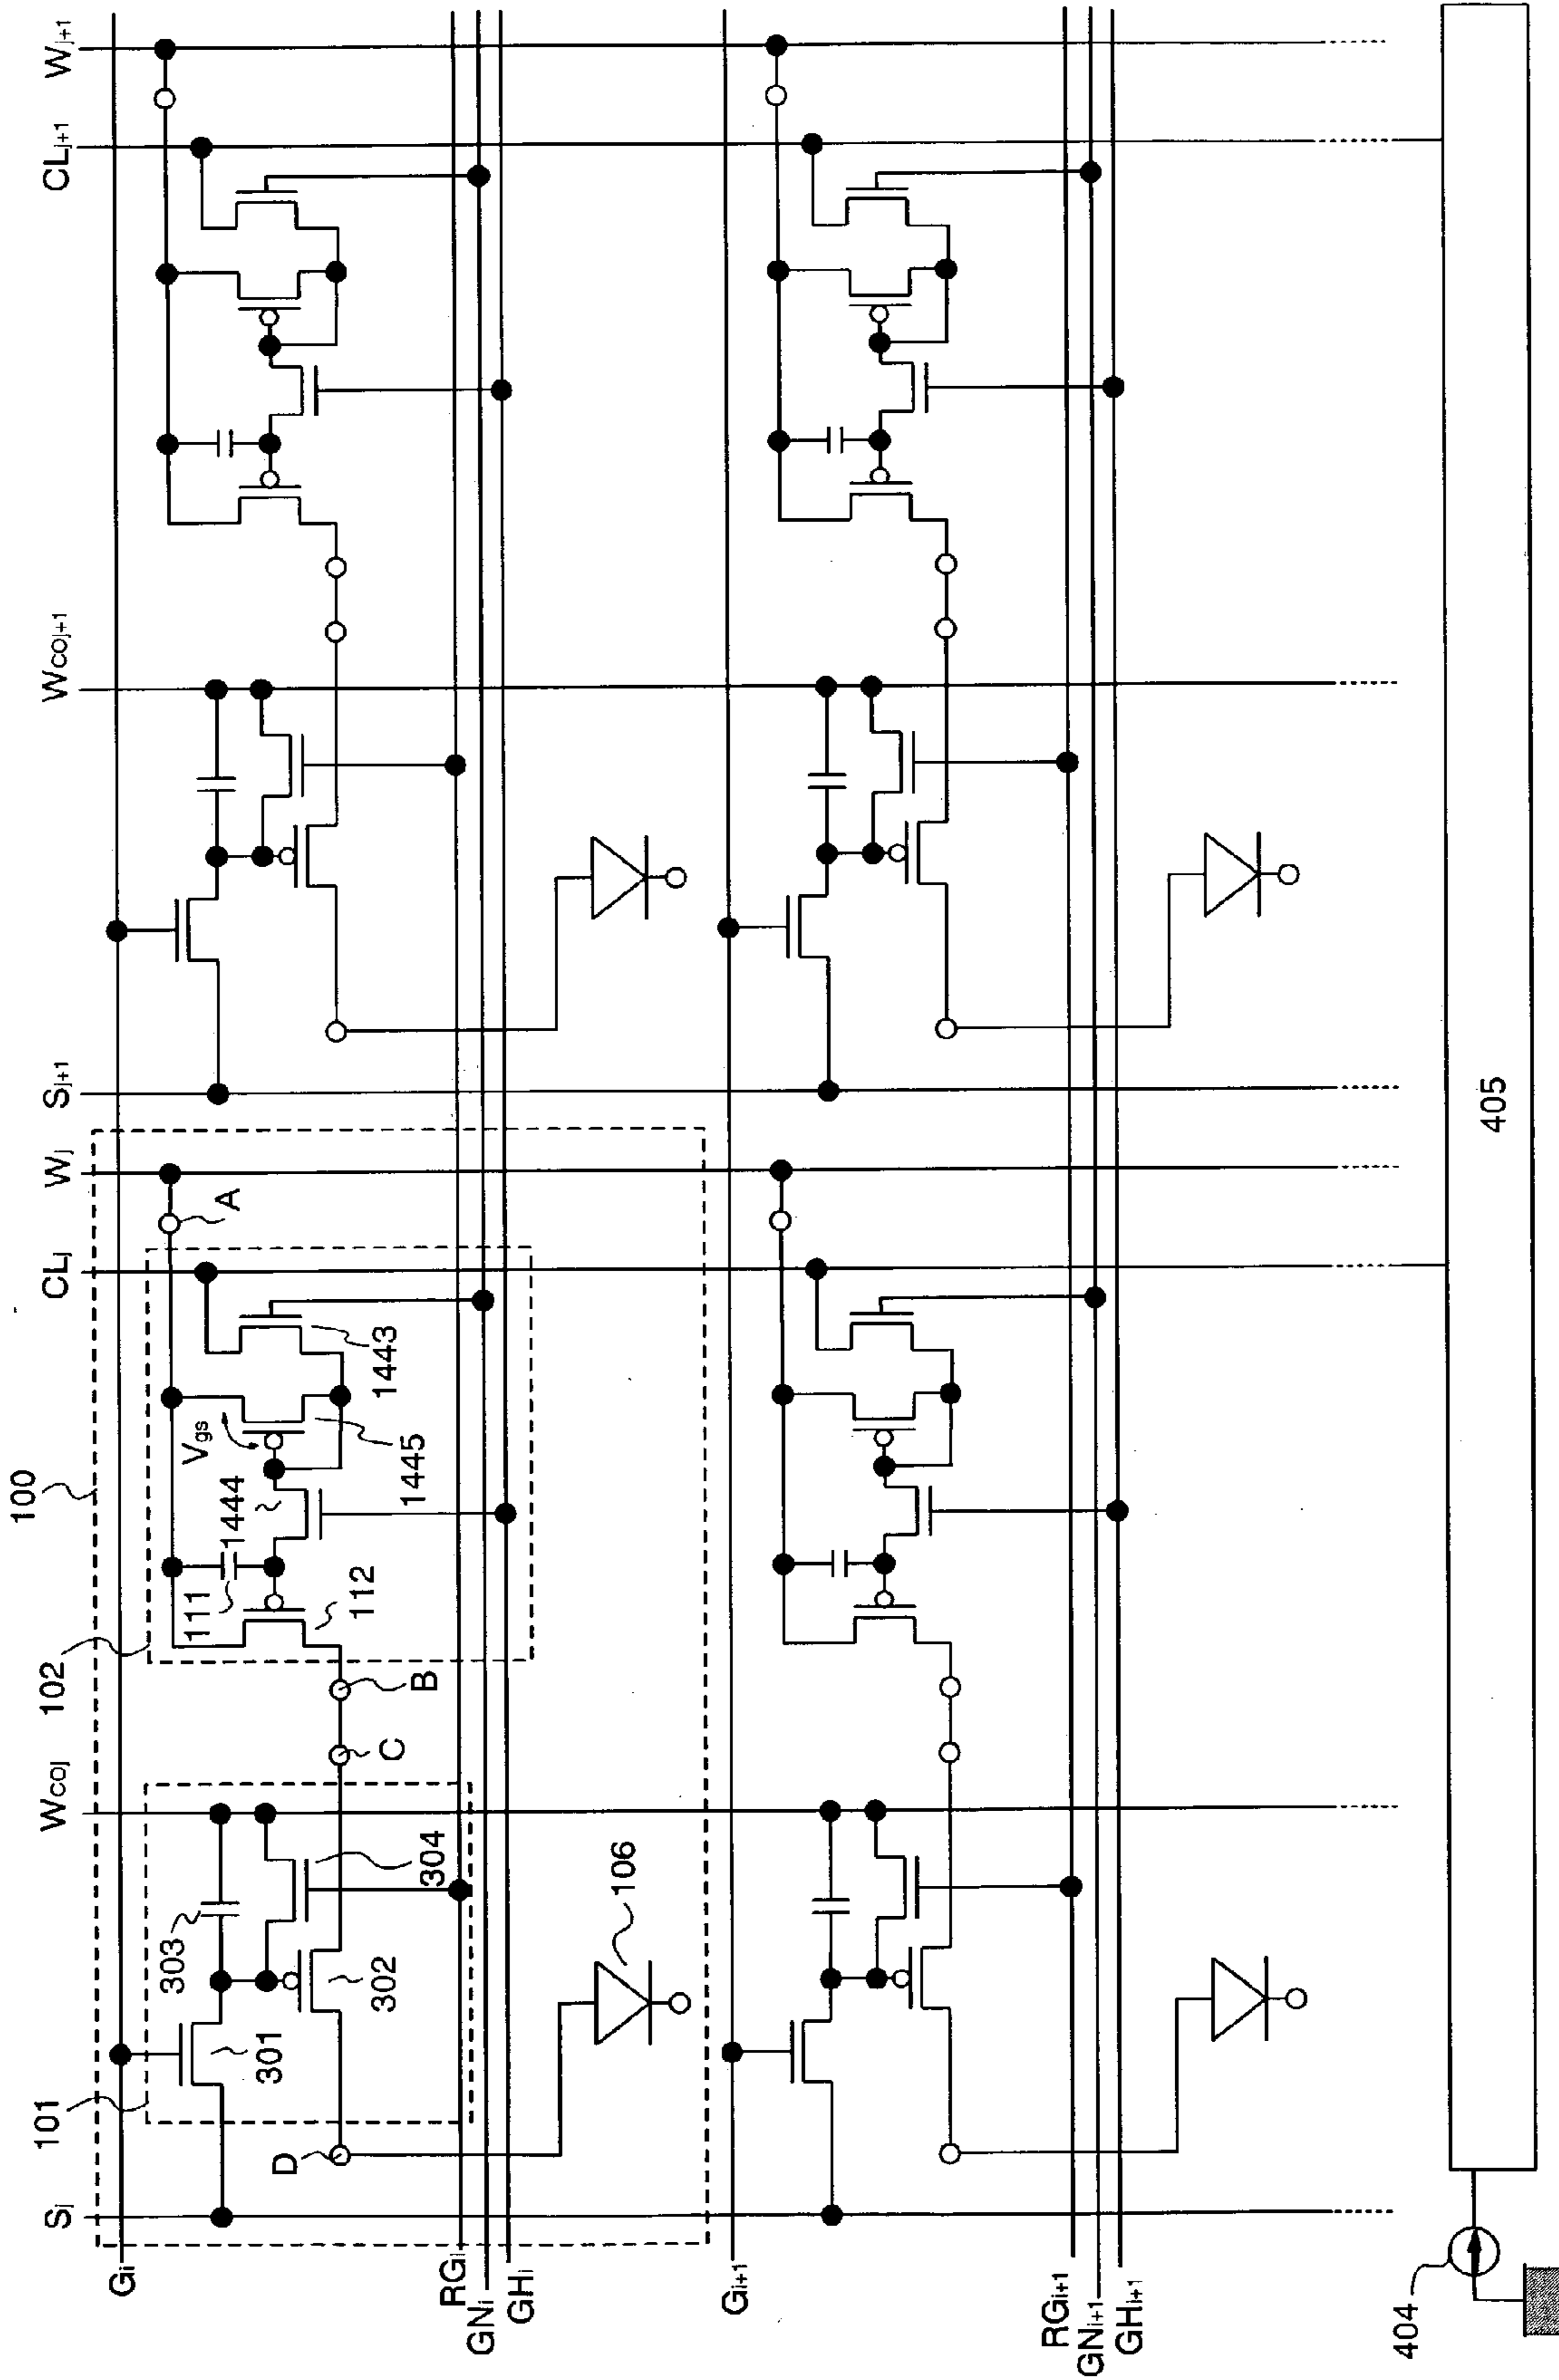 100
Sj
WCOj
CLj
Wj
Sj+1
WCOj+1
CLj+1
Wj+1
101
102
Gi
301
303
304
302
D
C
B
111
112
1444
Vgs
1445
1443
A
106
RGi
GNi
GHi
Gi+1
RGi+1
GNi+1
GHi+1
404
405